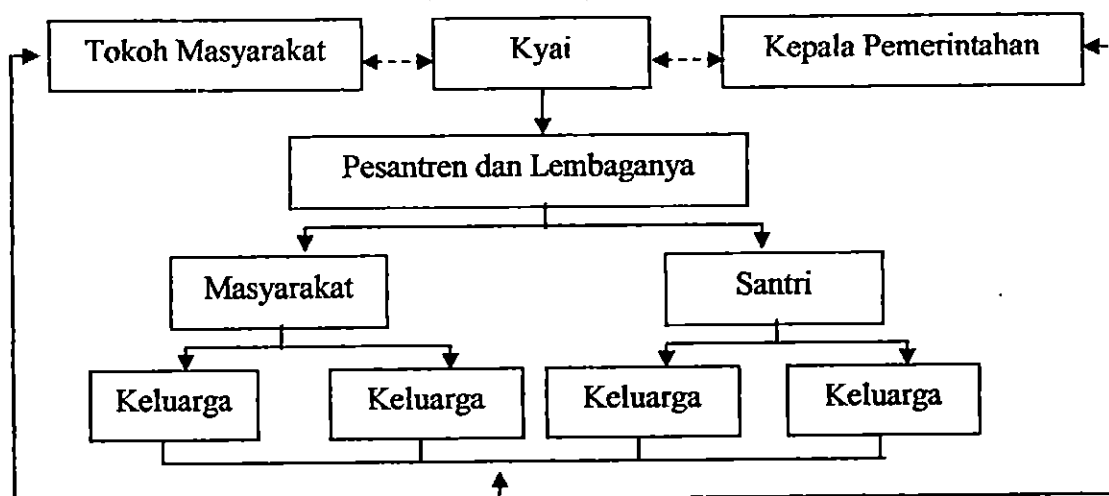 Tokoh Masyarakat
Kyai
Kepala Pemerintahan
Pesantren dan Lembaganya
Masyarakat
Santri
Keluarga
Keluarga
Keluarga
Keluarga